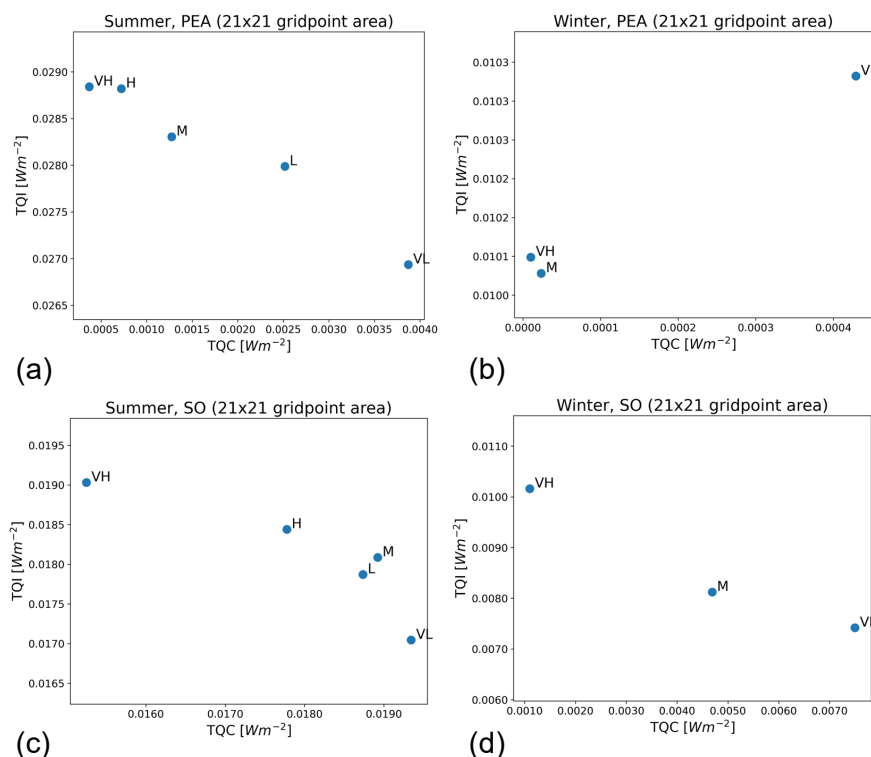 Summer, PEA (21x21 gridpoint area)
TQI [Wm⁻²]
0.0290
0.0285
0.0280
0.0275
0.0270
0.0265
VH
H
M
L
VL
0.0005 0.0010 0.0015 0.0020 0.0025 0.0030 0.0035 0.0040
TQC [Wm⁻²]
(a)
Winter, PEA (21x21 gridpoint area)
TQI [Wm⁻²]
0.0103
0.0103
0.0103
0.0102
0.0102
0.0101
0.0100
V
VH
M
0.0000 0.0001 0.0002 0.0003 0.0004
TQC [Wm⁻²]
(b)
Summer, SO (21x21 gridpoint area)
TQI [Wm⁻²]
0.0195
0.0190
0.0185
0.0180
0.0175
0.0170
0.0165
VH
H
M
L
VL
0.0160 0.0170 0.0180 0.0190
TQC [Wm⁻²]
(c)
Winter, SO (21x21 gridpoint area)
TQI [Wm⁻²]
0.0110
0.0100
0.0090
0.0080
0.0070
0.0060
VH
M
0.0010 0.0020 0.0030 0.0040 0.0050 0.0060 0.0070
TQC [Wm⁻²]
(d)